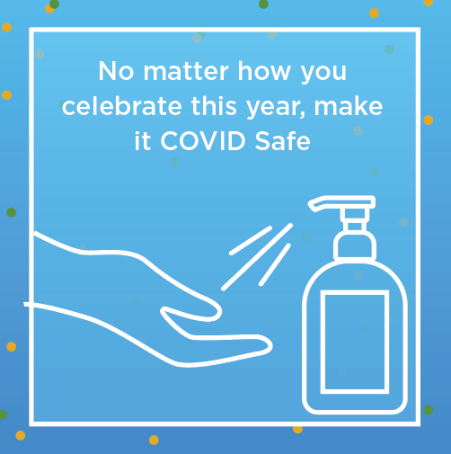 No matter how you
celebrate this year, make
it COVID Safe